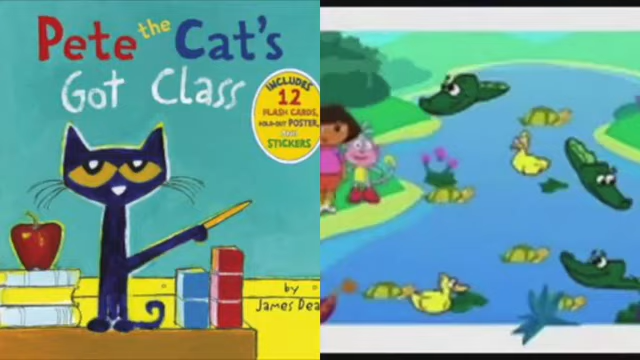 Pete the Cat's
Got Class
INCLUDES
12
FLASH CARDS,
FOLD-OUT POSTER,
AND
STICKERS
by
James Dea